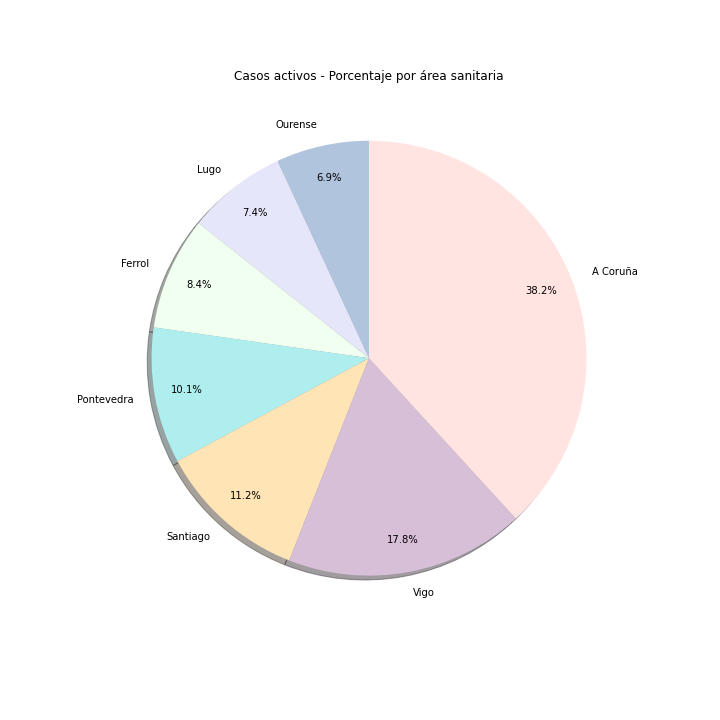 Casos activos - Porcentaje por área sanitaria
Ourense
6.9%
Lugo
7.4%
Ferrol
8.4%
A Coruña
38.2%
Pontevedra
10.1%
Santiago
11.2%
Vigo
17.8%